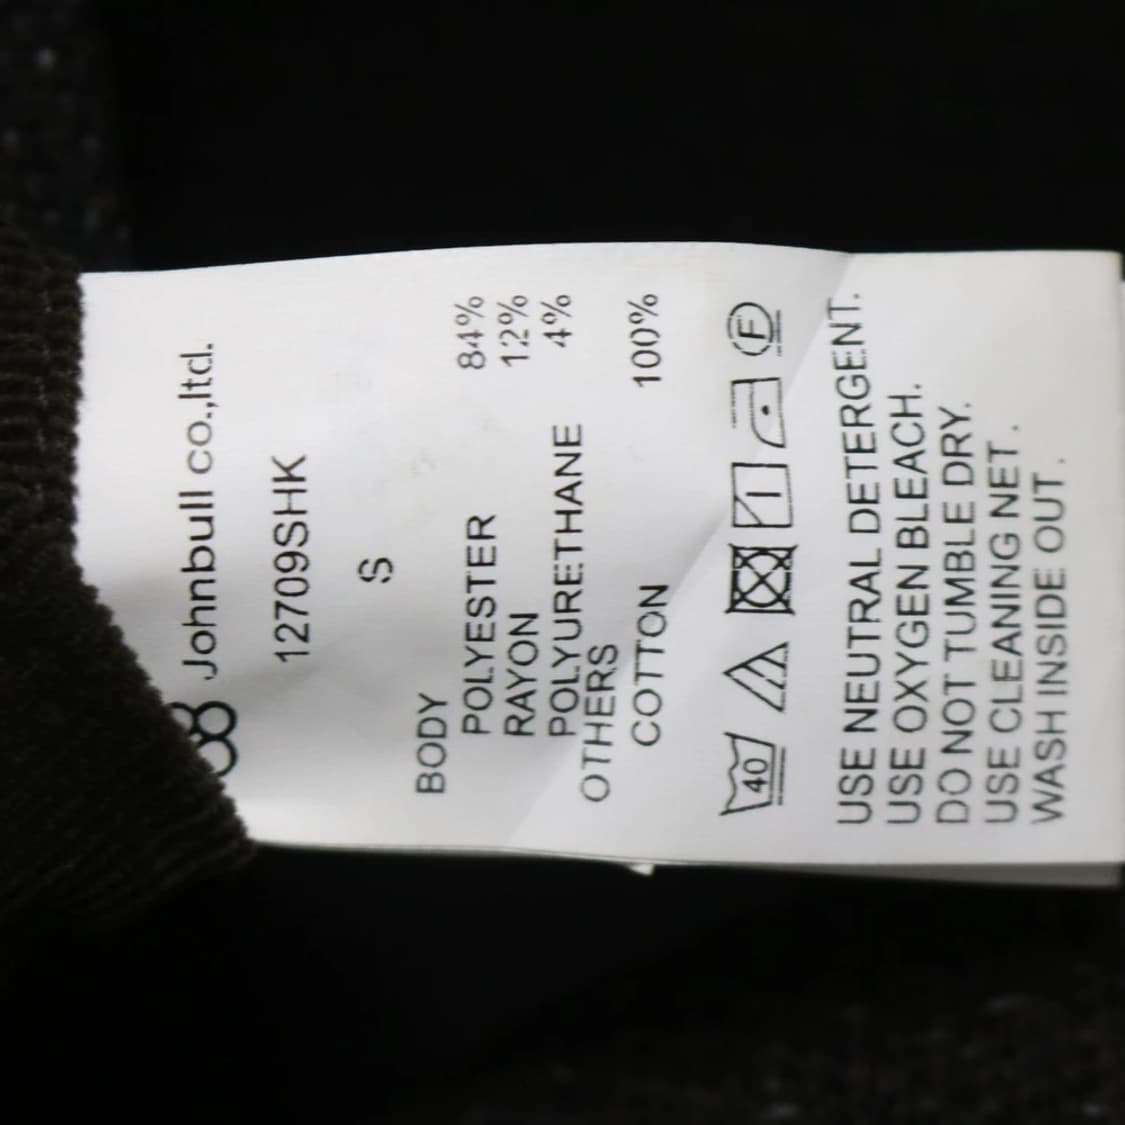 Johnbull co.,ltd.
12709SHK
S
BODY
POLYESTER 84%
RAYON 12%
POLYURETHANE 4%
OTHERS
COTTON 100%
40 F
USE NEUTRAL DETERGENT.
USE OXYGEN BLEACH.
DO NOT TUMBLE DRY.
USE CLEANING NET.
WASH INSIDE OUT.